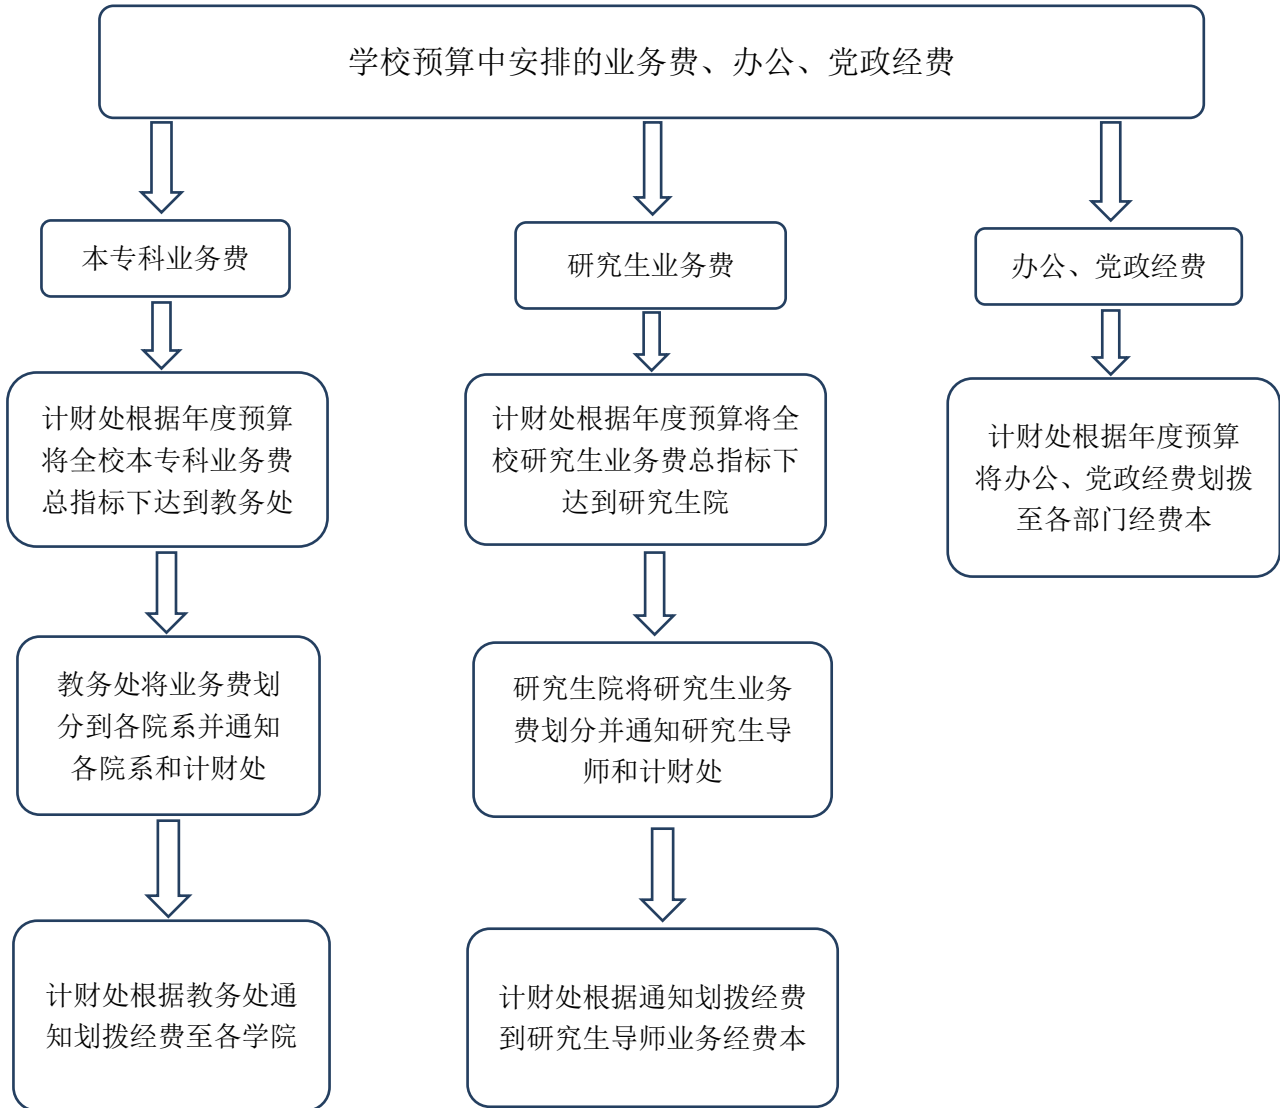 学校预算中安排的业务费、办公、党政经费
本专科业务费
研究生业务费
办公、党政经费
计财处根据年度预算
将全校本专科业务费
总指标下达到教务处
计财处根据年度预算将全
校研究生业务费总指标下
达到研究生院
计财处根据年度预算
将办公、党政经费划拨
至各部门经费本
教务处将业务费划
分到各院系并通知
各院系和计财处
研究生院将研究生业务
费划分并通知研究生导
师和计财处
计财处根据教务处通
知划拨经费至各学院
计财处根据通知划拨经费
到研究生导师业务经费本